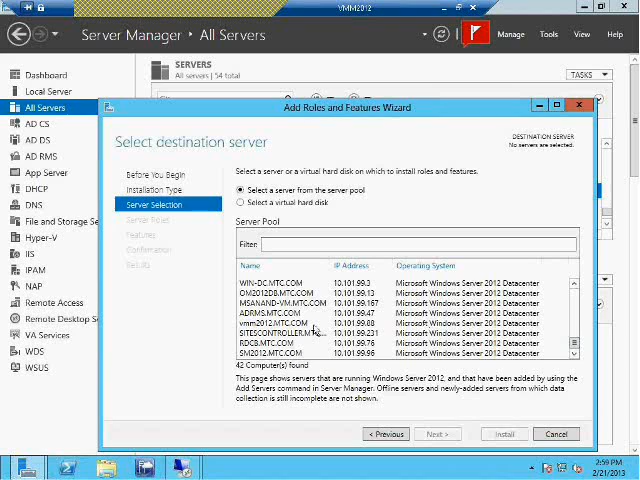 VMM2012
Server Manager › All Servers
Manage Tools View Help
Dashboard
Local Server
All Servers
AD CS
AD DS
AD RMS
App Server
DHCP
DNS
File and Storage Se
Hyper-V
IIS
IPAM
NAP
Remote Access
Remote Desktop Se
VA Services
WDS
WSUS
SERVERS
All servers | 54 total
TASKS
Add Roles and Features Wizard
Select destination server
DESTINATION SERVER
No servers are selected.
Before You Begin
Installation Type
Server Selection
Server Roles
Features
Confirmation
Results
Select a server or a virtual hard disk on which to install roles and features.
Select a server from the server pool
Select a virtual hard disk
Server Pool
Filter:
Name IP Address Operating System
WIN-DC.MTC.COM 10.101.99.3 Microsoft Windows Server 2012 Datacenter
OM2012DB.MTC.COM 10.101.99.13 Microsoft Windows Server 2012 Datacenter
MSANAND-VM.MTC.COM 10.101.99.167 Microsoft Windows Server 2012 Datacenter
ADRMS.MTC.COM 10.101.99.47 Microsoft Windows Server 2012 Datacenter
vmm2012.MTC.COM 10.101.99.88 Microsoft Windows Server 2012 Datacenter
SITESCONTROLLER.MTC... 10.101.99.231 Microsoft Windows Server 2012 Datacenter
RDCB.MTC.COM 10.101.99.76 Microsoft Windows Server 2012 Datacenter
SM2012.MTC.COM 10.101.99.96 Microsoft Windows Server 2012 Datacenter
42 Computer(s) found
This page shows servers that are running Windows Server 2012, and that have been added by using the
Add Servers command in Server Manager. Offline servers and newly-added servers from which data
collection is still incomplete are not shown.
< Previous Next > Install Cancel
2:59 PM
2/21/2013